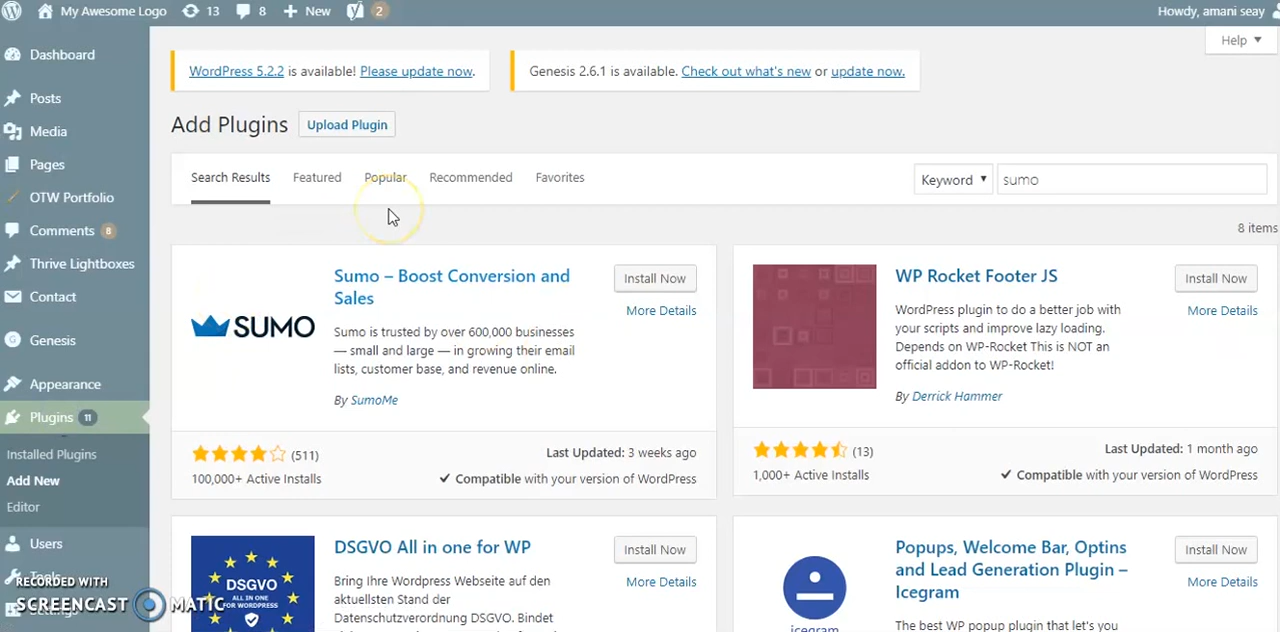 My Awesome Logo 13 8 New 2 Howdy, amani seay
Help ▼
Dashboard
Posts
Media
Pages
OTW Portfolio
Comments 8
Thrive Lightboxes
Contact
Genesis
Appearance
Plugins 11
Installed Plugins
Add New
Editor
Users
Tools
Settings
WordPress 5.2.2 is available! Please update now.
Genesis 2.6.1 is available. Check out what's new or update now.
Add Plugins Upload Plugin
Search Results Featured Popular Recommended Favorites Keyword ▼ sumo
8 items
SUMO
Sumo – Boost Conversion and
Sales
Install Now
More Details
Sumo is trusted by over 600,000 businesses
— small and large — in growing their email
lists, customer base, and revenue online.
By SumoMe
(511)
100,000+ Active Installs
Last Updated: 3 weeks ago
✓ Compatible with your version of WordPress
WP Rocket Footer JS
Install Now
More Details
WordPress plugin to do a better job with
your scripts and improve lazy loading.
Depends on WP-Rocket This is NOT an
official addon to WP-Rocket!
By Derrick Hammer
(13)
1,000+ Active Installs
Last Updated: 1 month ago
✓ Compatible with your version of WordPress
DSGVO
ALL IN ONE
FOR WORDPRESS
DSGVO All in one for WP
Install Now
More Details
Bring Ihre Wordpress Webseite auf den
aktuellsten Stand der
Datenschutzverordnung DSGVO. Bindet
icegram
Popups, Welcome Bar, Optins
and Lead Generation Plugin –
Icegram
Install Now
More Details
The best WP popup plugin that let's you
RECORDED WITH
SCREENCAST MATIC